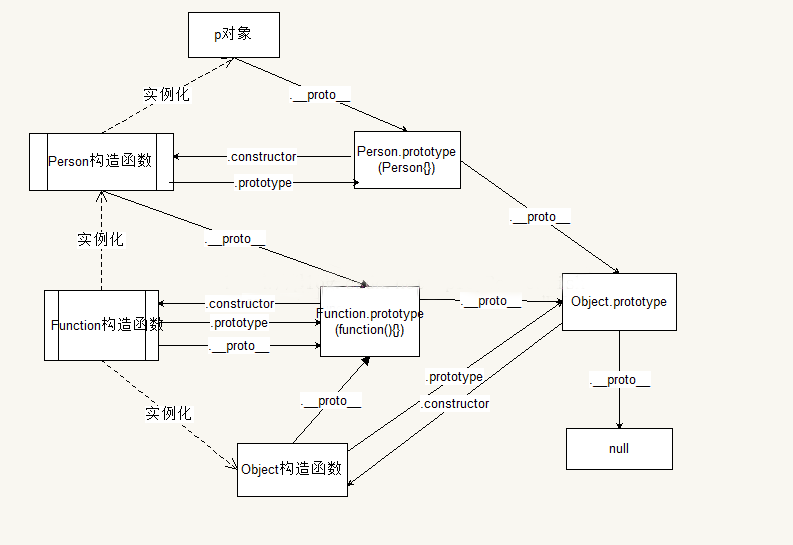 p对象
实例化
.__proto__
Person构造函数
.constructor
.prototype
Person.prototype
(Person{})
.__proto__
实例化
.__proto__
Function构造函数
.constructor
.prototype
.__proto__
Function.prototype
(function(){})
.__proto__
Object.prototype
实例化
.__proto__
.prototype
.constructor
.__proto__
Object构造函数
null